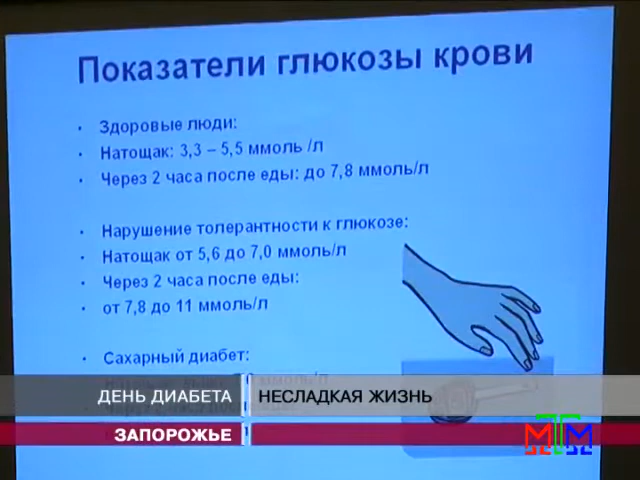 Показатели глюкозы крови
Здоровые люди:
Натощак: 3,3 – 5,5 ммоль /л
Через 2 часа после еды: до 7,8 ммоль/л
Нарушение толерантности к глюкозе:
Натощак от 5,6 до 7,0 ммоль/л
Через 2 часа после еды:
от 7,8 до 11 ммоль/л
Сахарный диабет:
ДЕНЬ ДИАБЕТА НЕСЛАДКАЯ ЖИЗНЬ
ЗАПОРОЖЬЕ
МТМ